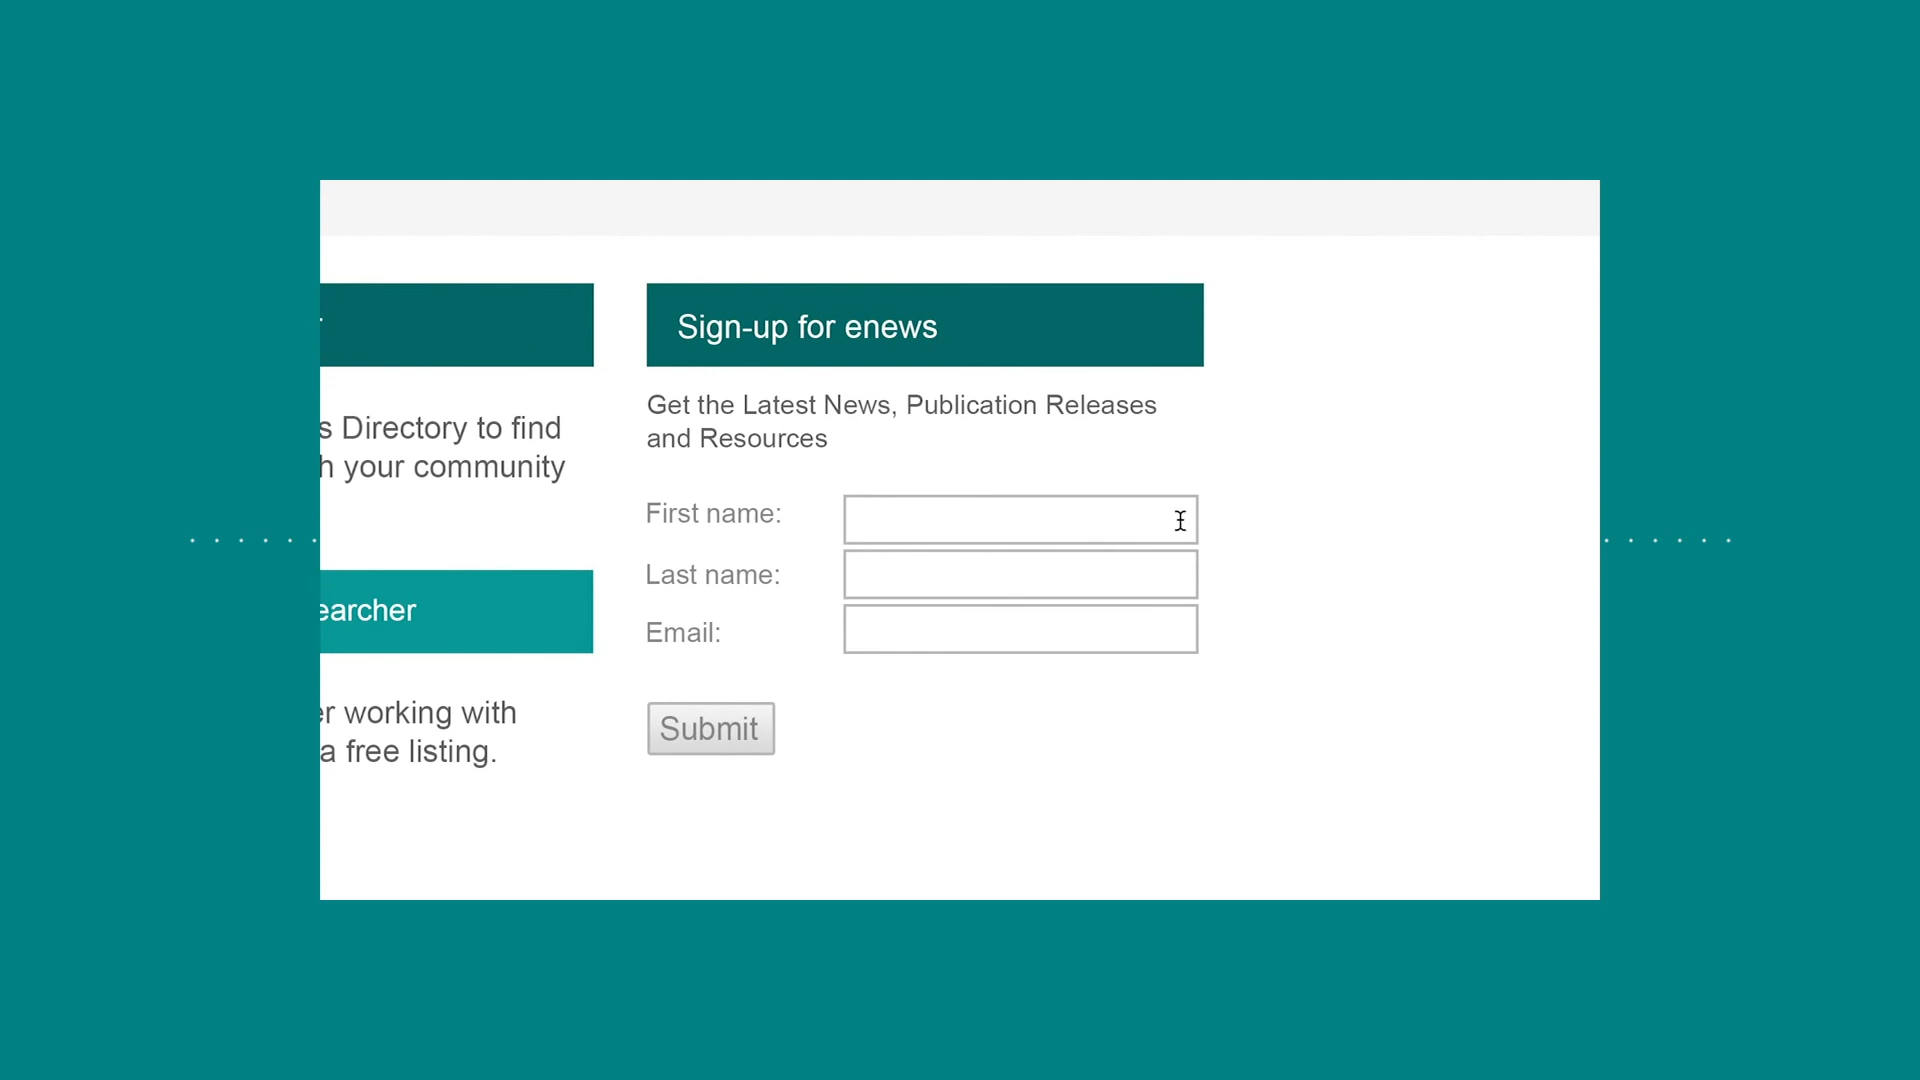 Sign-up for enews
Get the Latest News, Publication Releases
and Resources
First name:
Last name:
Email:
Submit
Directory to find
your community
working with
a free listing.